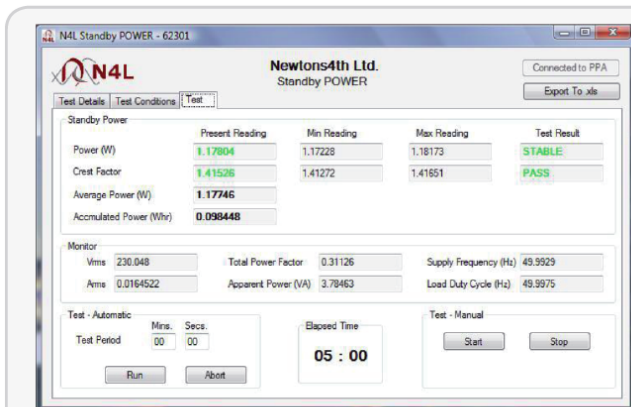 N4L Standby POWER - 62301
N4L
Newtons4th Ltd.
Standby POWER
Connected to PPA
Export To .xls
Test Details Test Conditions Test
Standby Power
Present Reading Min Reading Max Reading Test Result
Power (W) 1.17804 1.17228 1.18173 STABLE
Crest Factor 1.41526 1.41272 1.41651 PASS
Average Power (W) 1.17746
Accmulated Power (Whr) 0.098448
Monitor
Vrms 230.048 Total Power Factor 0.31126 Supply Frequency (Hz) 49.9929
Arms 0.0164522 Apparent Power (VA) 3.78463 Load Duty Cycle (Hz) 49.9975
Test - Automatic
Mins. Secs.
Test Period 00 00
Run Abort
Elapsed Time
05 : 00
Test - Manual
Start Stop